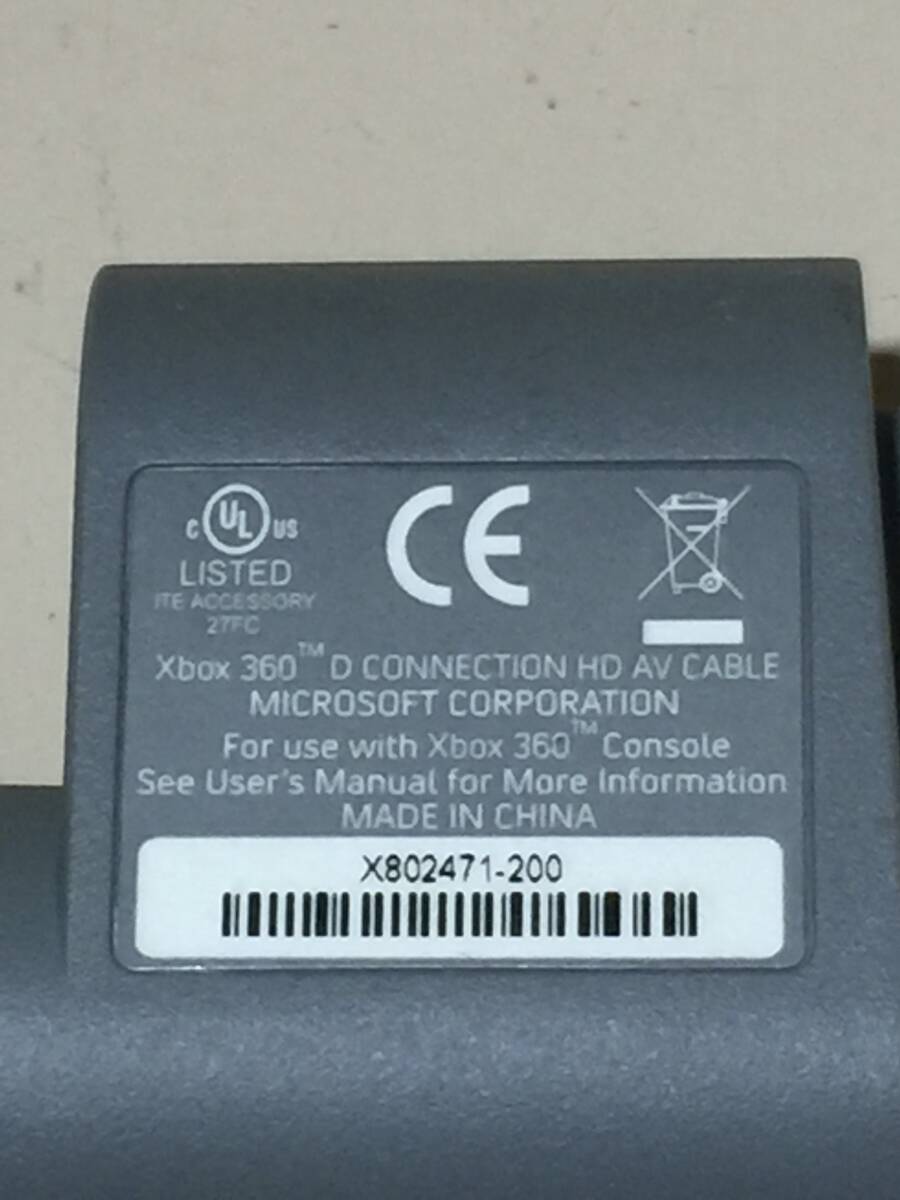 C UL US
LISTED
ITE ACCESSORY
27FC
CE
Xbox 360™ D CONNECTION HD AV CABLE
MICROSOFT CORPORATION
For use with Xbox 360™ Console
See User's Manual for More Information
MADE IN CHINA
X802471-200